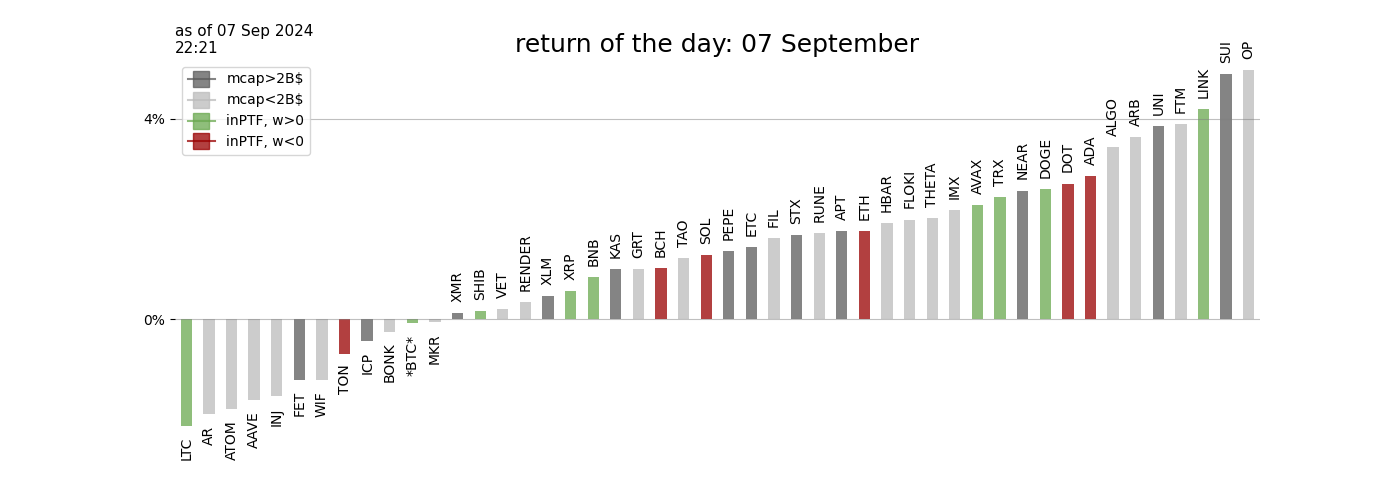 as of 07 Sep 2024
22:21
return of the day: 07 September
mcap>2B$
mcap<2B$
inPTF, w>0
inPTF, w<0
4%
0%
LTC
AR
ATOM
AAVE
INJ
FET
WIF
TON
ICP
BONK
*BTC*
MKR
XMR
SHIB
VET
RENDER
XLM
XRP
BNB
KAS
GRT
BCH
TAO
SOL
PEPE
ETC
FIL
STX
RUNE
APT
ETH
HBAR
FLOKI
THETA
IMX
AVAX
TRX
NEAR
DOGE
DOT
ADA
ALGO
ARB
UNI
FTM
LINK
SUI
OP